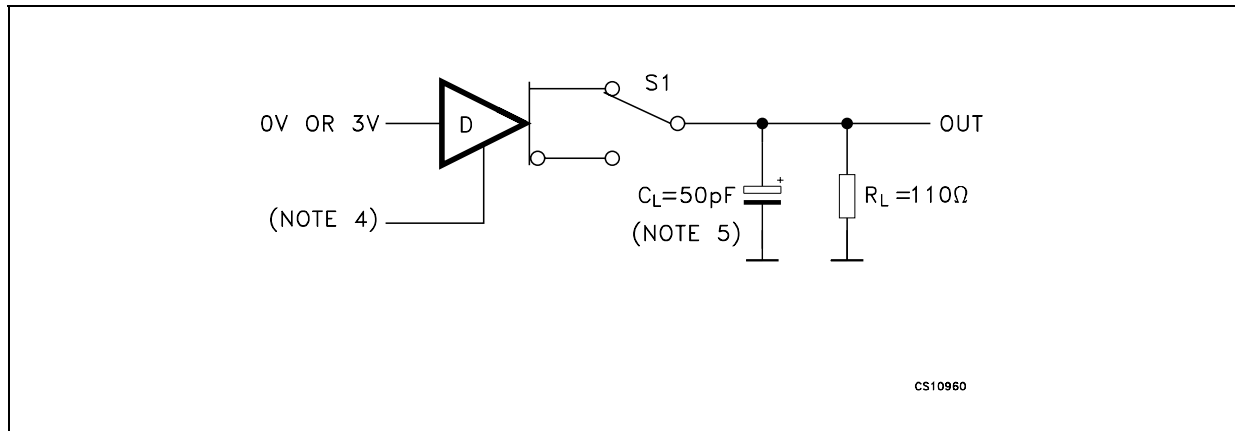 S1
0V OR 3V
D
OUT
+
CL=50pF
RL=110Ω
(NOTE 4)
(NOTE 5)
CS10960